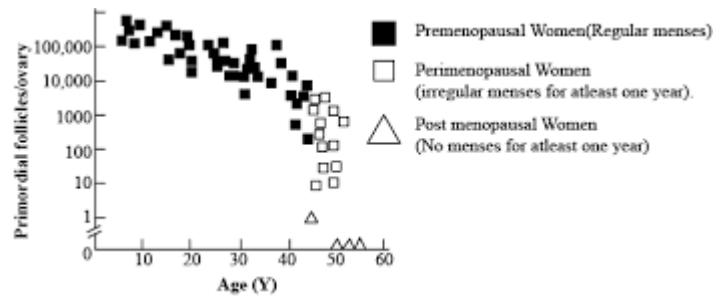 Primordial follicles/ovary
100,000
10,000
1000
100
10
1
0
10
20
30
40
50
60
Age (Y)
Premenopausal Women(Regular menses)
Perimenopausal Women
(irregular menses for atleast one year).
Post menopausal Women
(No menses for atleast one year)